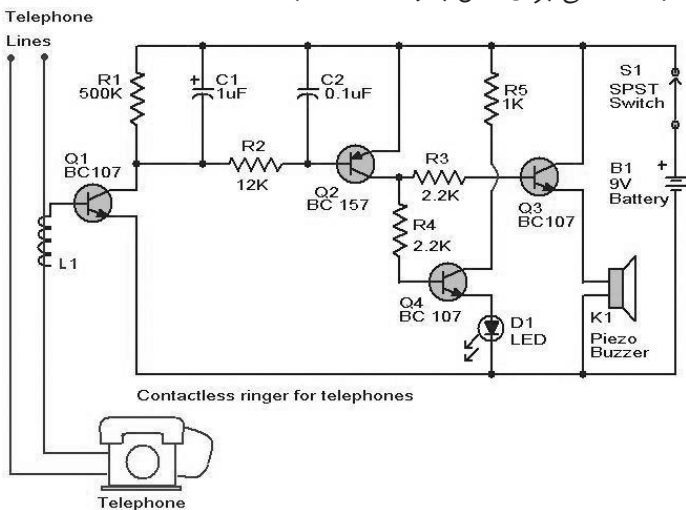 Telephone
Lines
R1
500K
C1
1uF
C2
0.1uF
R5
1K
S1
SPST
Switch
Q1
BC107
R2
12K
Q2
BC 157
R3
2.2K
Q3
BC107
B1
9V
Battery
R4
2.2K
L1
Q4
BC 107
D1
LED
K1
Piezo
Buzzer
Contactless ringer for telephones
Telephone